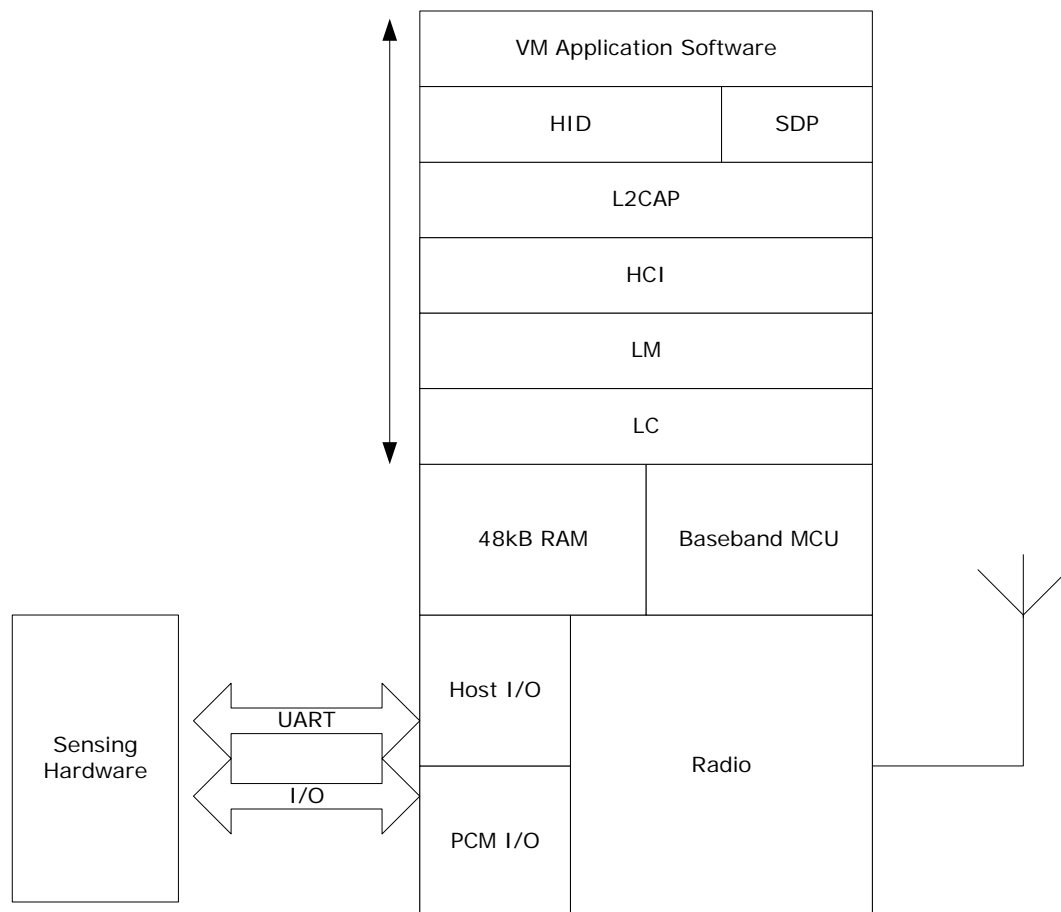 VM Application Software
HID
SDP
L2CAP
HCI
LM
LC
48kB RAM
Baseband MCU
Host I/O
UART
Sensing
Hardware
Radio
I/O
PCM I/O